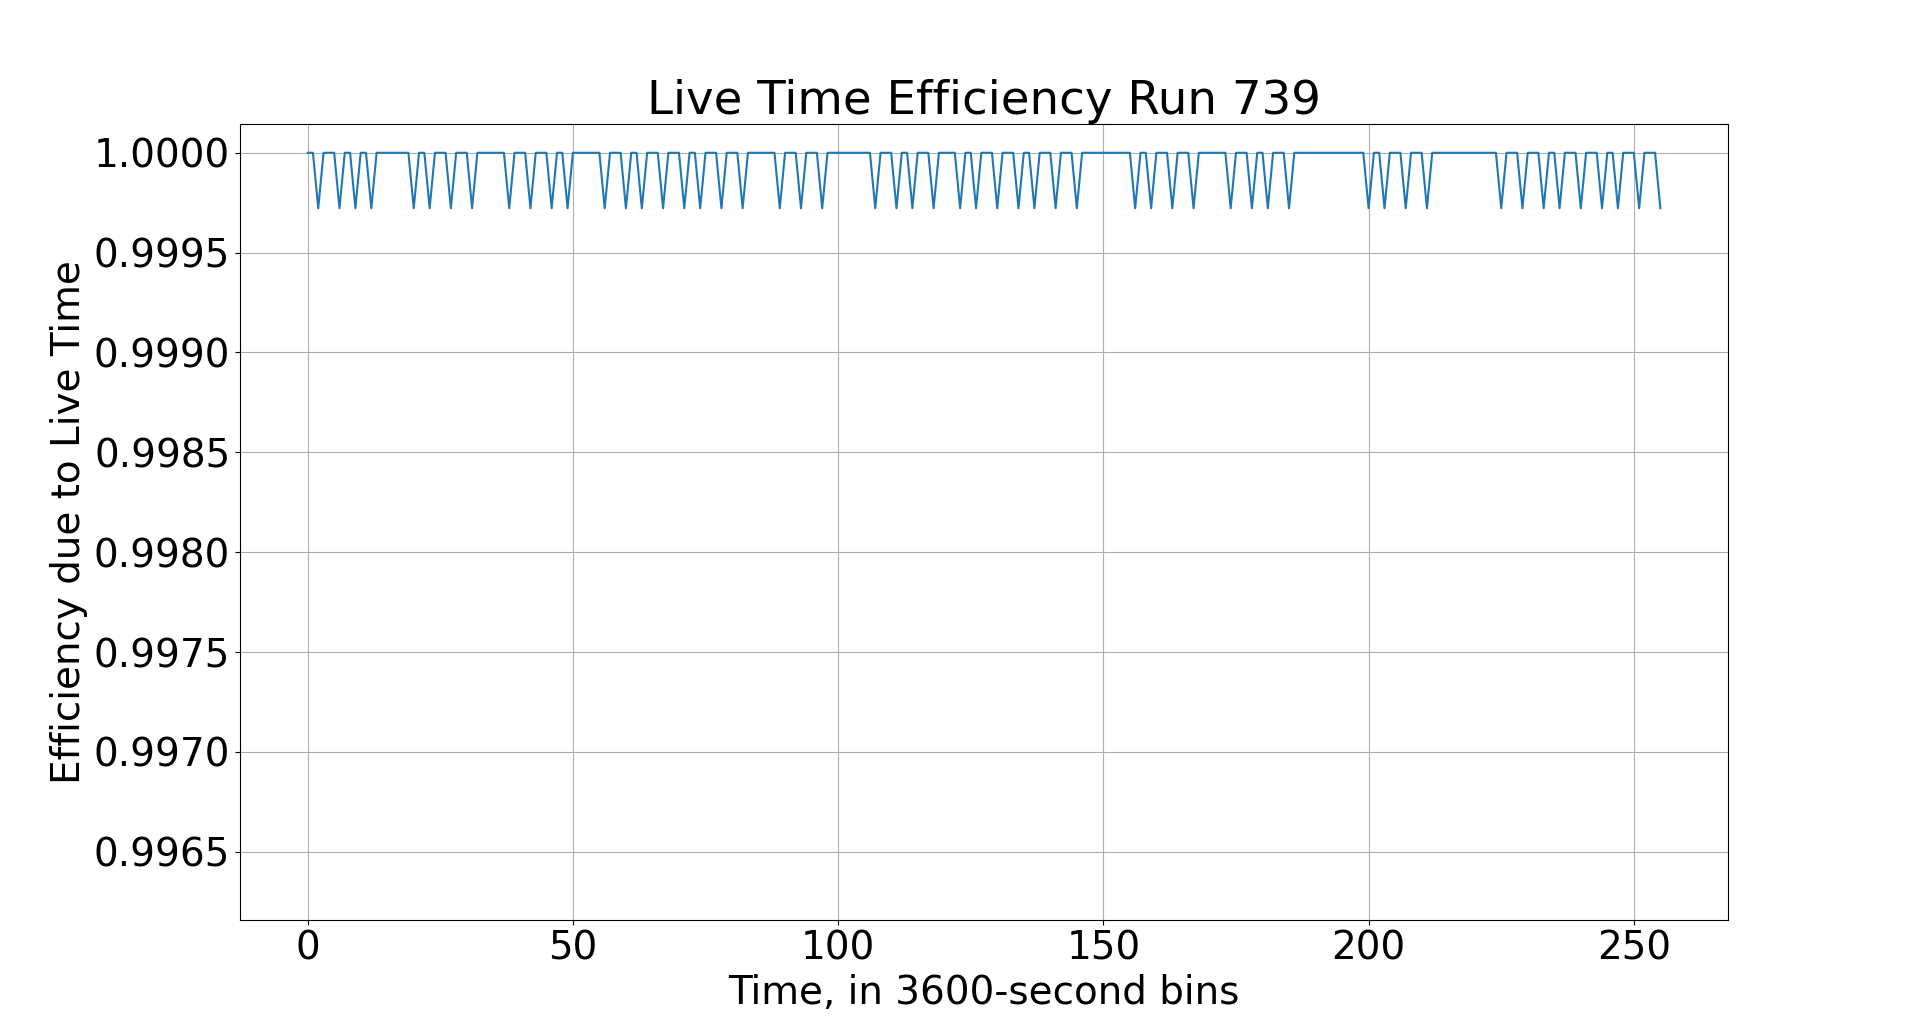 Live Time Efficiency Run 739
1.0000
0.9995
0.9990
0.9985
0.9980
0.9975
0.9970
0.9965
Efficiency due to Live Time
0 50 100 150 200 250
Time, in 3600-second bins